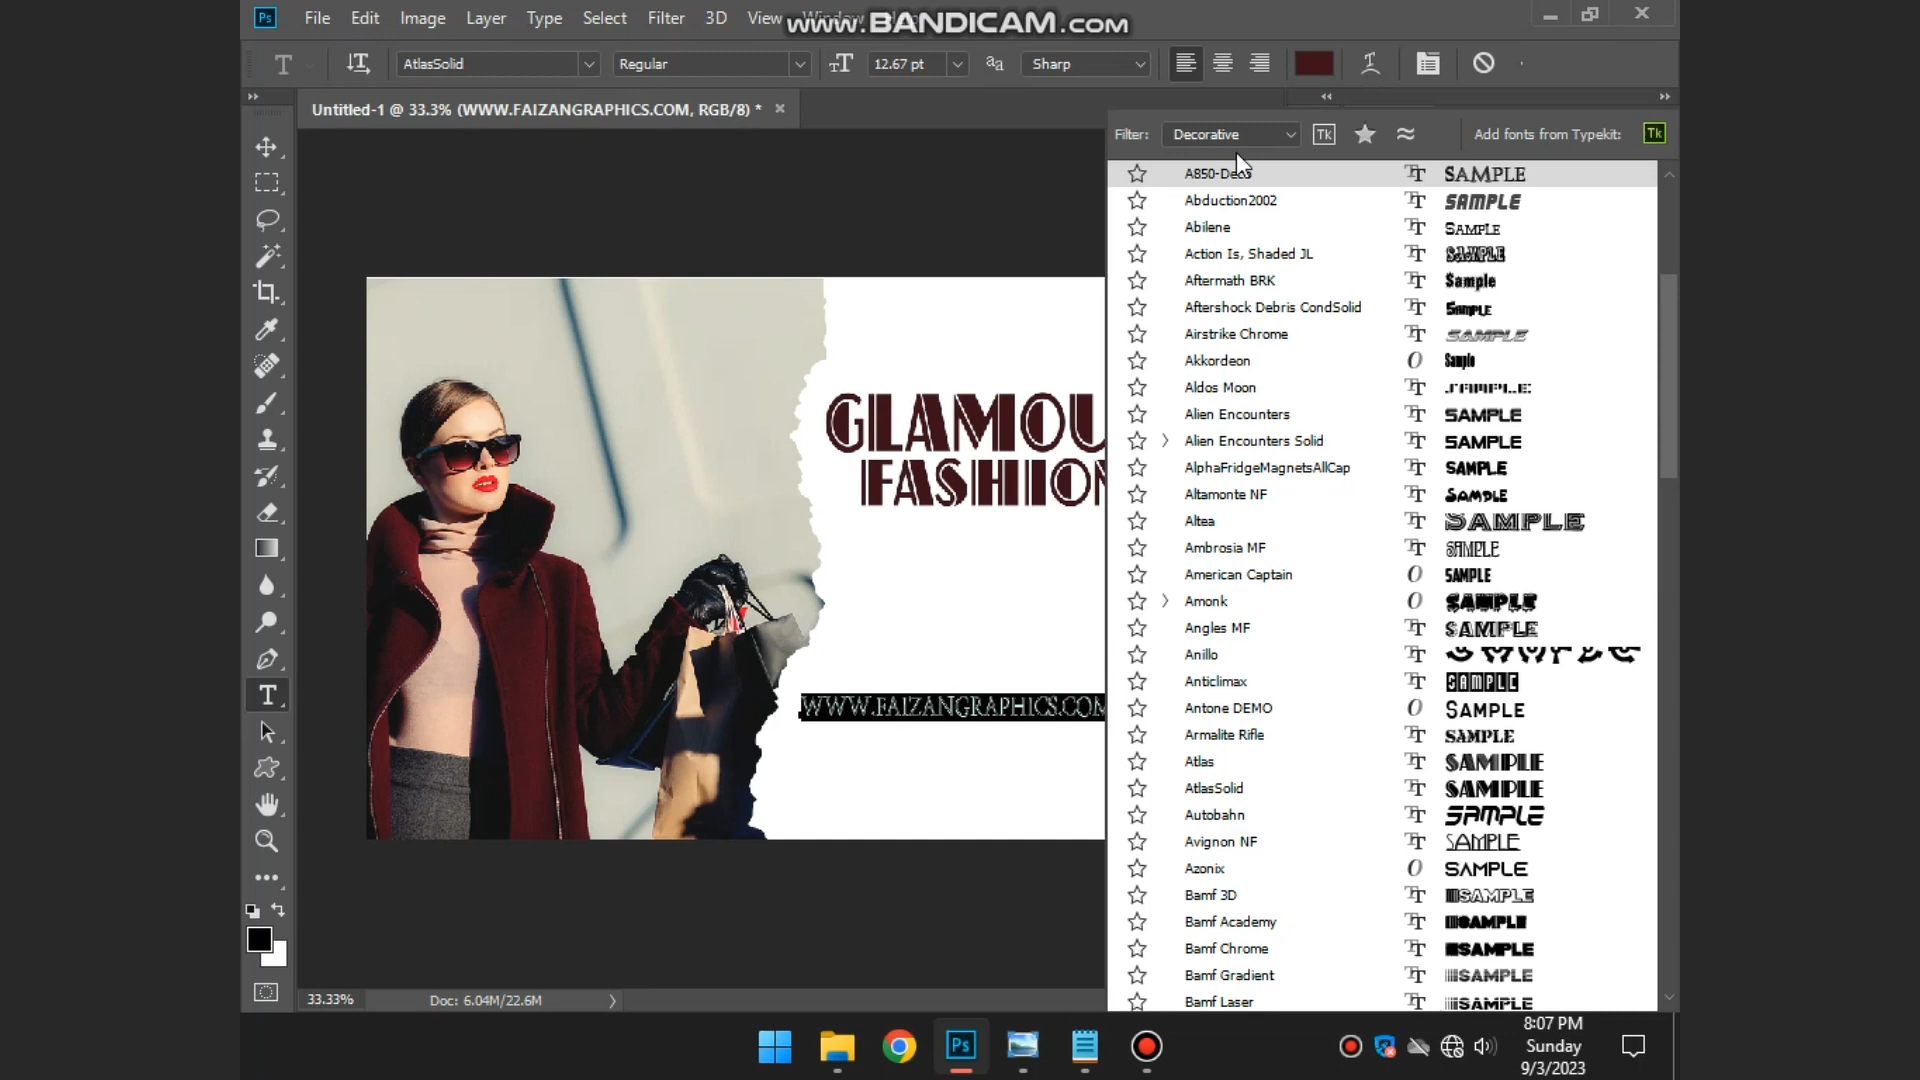 Ps File Edit Image Layer Type Select Filter 3D View
www.BANDICAM.com
AtlasSolid Regular 12.67 pt Sharp
Untitled-1 @ 33.3% (WWW.FAIZANGRAPHICS.COM, RGB/8) *
Filter: Decorative Tk Add fonts from Typekit: Tk
A850-Deco SAMPLE
Abduction2002 SAMPLE
Abilene SAMPLE
Action Is, Shaded JL SAMPLE
Aftermath BRK Sample
Aftershock Debris CondSolid SAMPLE
Airstrike Chrome SAMPLE
Akkordeon Sample
Aldos Moon SAMPLE
Alien Encounters SAMPLE
Alien Encounters Solid SAMPLE
AlphaFridgeMagnetsAllCap SAMPLE
Altamonte NF SAMPLE
Altea SAMPLE
Ambrosia MF SAMPLE
American Captain SAMPLE
Amonk SAMPLE
Angles MF SAMPLE
Anillo
Anticlimax SAMPLE
Antone DEMO SAMPLE
Armalite Rifle SAMPLE
Atlas SAMPLE
AtlasSolid SAMPLE
Autobahn SAMPLE
Avignon NF SAMPLE
Azonix SAMPLE
Bamf 3D SAMPLE
Bamf Academy SAMPLE
Bamf Chrome SAMPLE
Bamf Gradient SAMPLE
Bamf Laser SAMPLE
GLAMOU
FASHION
WWW.FAIZANGRAPHICS.COM
33.33% Doc: 6.04M/22.6M
Ps
8:07 PM
Sunday
9/3/2023